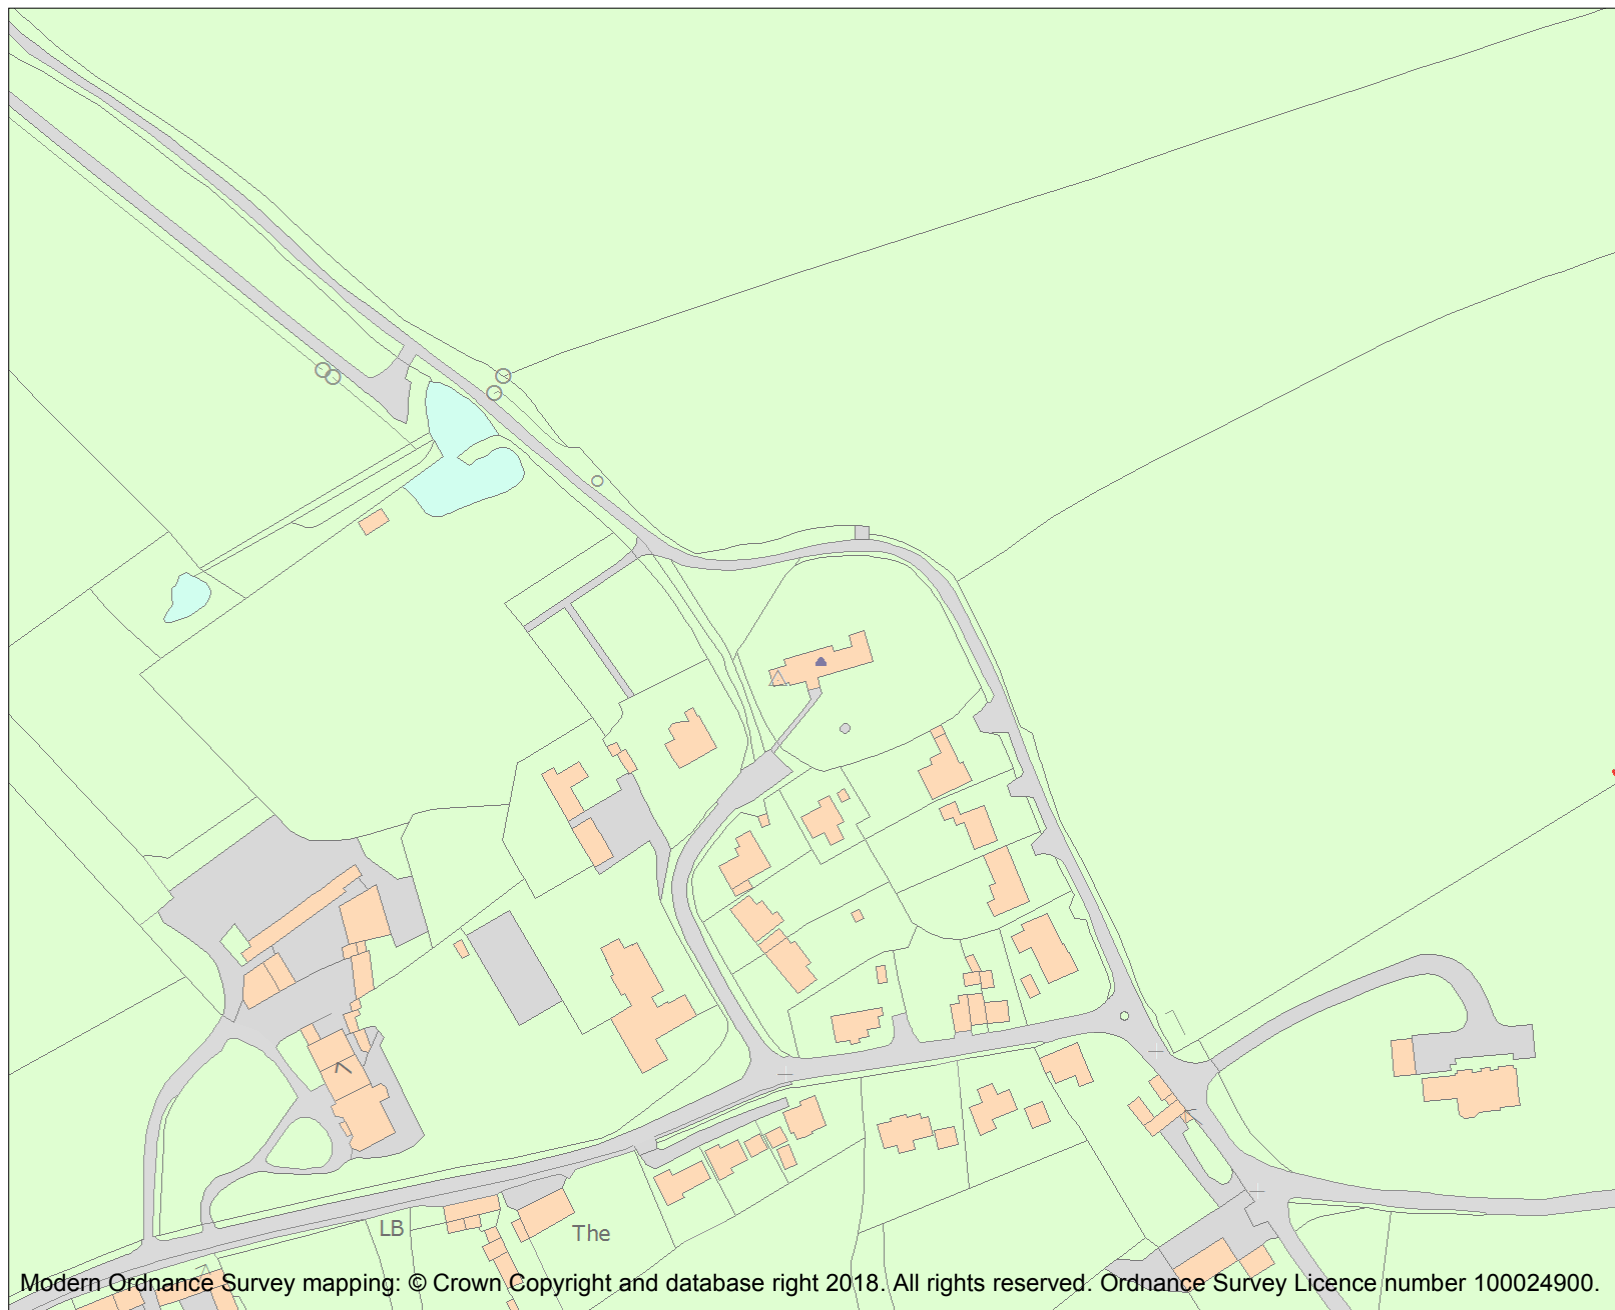 LB
The
Modern Ordnance Survey mapping: © Crown Copyright and database right 2018. All rights reserved. Ordnance Survey Licence number 100024900.